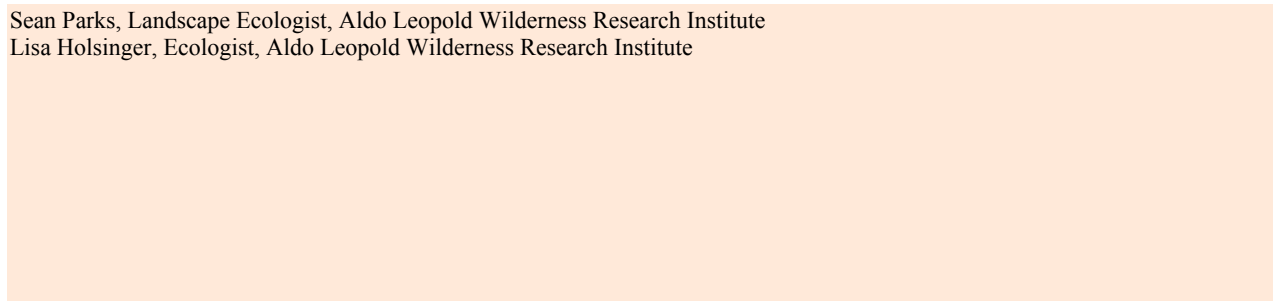 Sean Parks, Landscape Ecologist, Aldo Leopold Wilderness Research Institute
Lisa Holsinger, Ecologist, Aldo Leopold Wilderness Research Institute